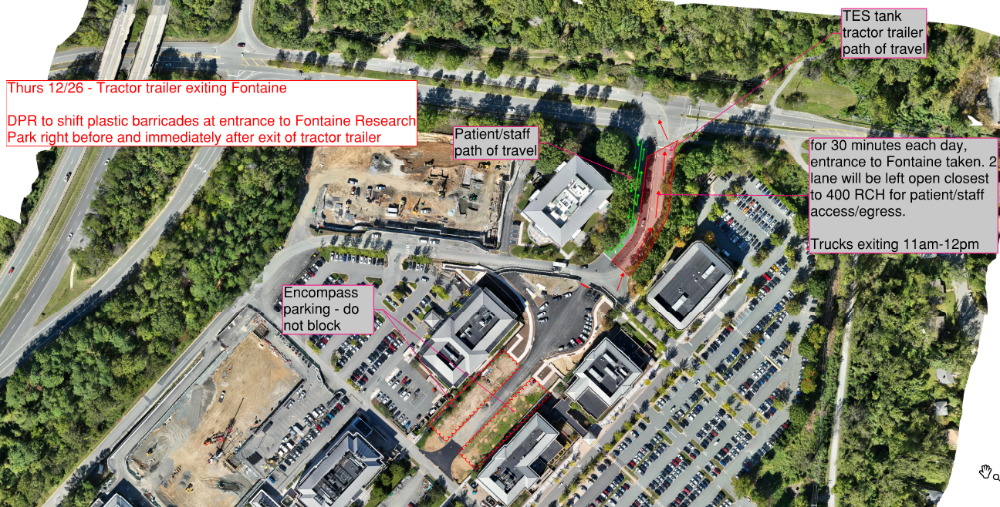 TES tank
tractor trailer
path of travel
Thurs 12/26 - Tractor trailer exiting Fontaine
DPR to shift plastic barricades at entrance to Fontaine Research
Park right before and immediately after exit of tractor trailer
Patient/staff
path of travel
for 30 minutes each day,
entrance to Fontaine taken. 2
lane will be left open closest
to 400 RCH for patient/staff
access/egress.
Trucks exiting 11am-12pm
Encompass
parking - do
not block